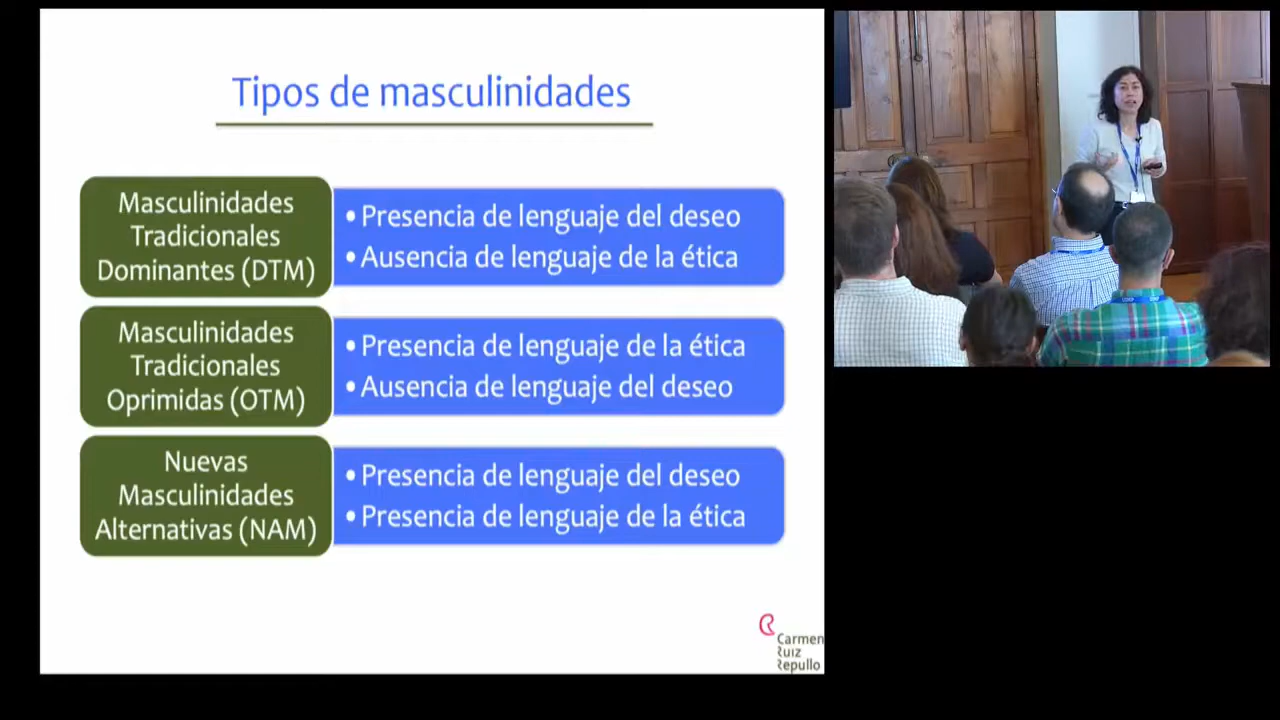 Tipos de masculinidades
Masculinidades
Tradicionales
Dominantes (DTM)
• Presencia de lenguaje del deseo
• Ausencia de lenguaje de la ética
Masculinidades
Tradicionales
Oprimidas (OTM)
• Presencia de lenguaje de la ética
• Ausencia de lenguaje del deseo
Nuevas
Masculinidades
Alternativas (NAM)
• Presencia de lenguaje del deseo
• Presencia de lenguaje de la ética
Carmen
Ruiz
Repullo